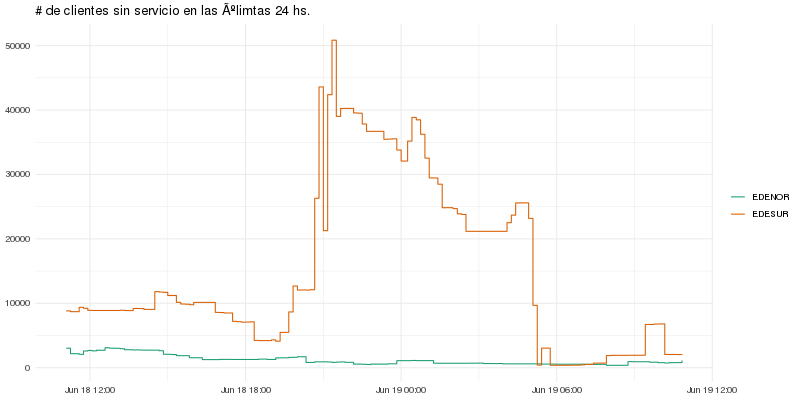 # de clientes sin servicio en las Ãºlimtas 24 hs.
50000
40000
30000
20000
10000
0
Jun 18 12:00
Jun 18 18:00
Jun 19 00:00
Jun 19 06:00
Jun 19 12:00
EDENOR
EDESUR